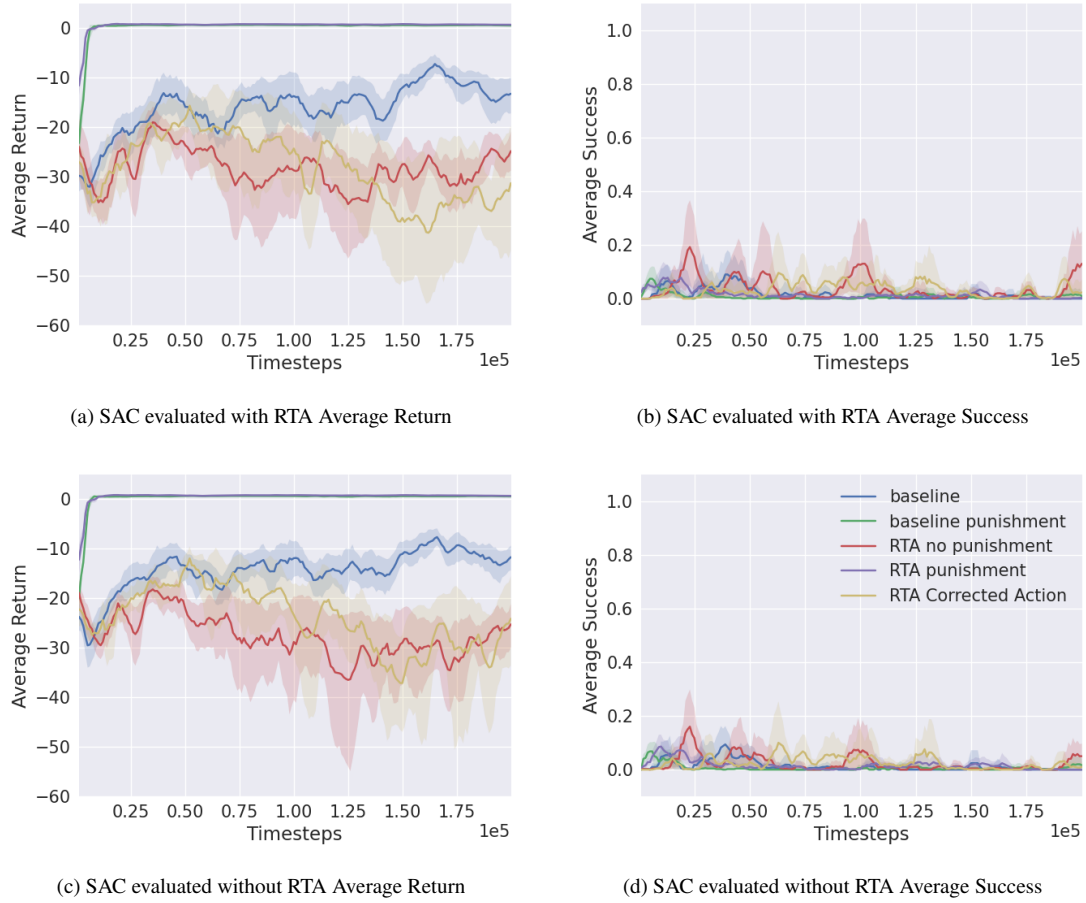 0
−10
−20
−30
−40
−50
−60
Average Return
0.25 0.50 0.75 1.00 1.25 1.50 1.75
Timesteps
1e5
(a) SAC evaluated with RTA Average Return
1.0
0.8
0.6
0.4
0.2
0.0
Average Success
0.25 0.50 0.75 1.00 1.25 1.50 1.75
Timesteps
1e5
(b) SAC evaluated with RTA Average Success
0
−10
−20
−30
−40
−50
−60
Average Return
0.25 0.50 0.75 1.00 1.25 1.50 1.75
Timesteps
1e5
(c) SAC evaluated without RTA Average Return
1.0
0.8
0.6
0.4
0.2
0.0
Average Success
baseline
baseline punishment
RTA no punishment
RTA punishment
RTA Corrected Action
0.25 0.50 0.75 1.00 1.25 1.50 1.75
Timesteps
1e5
(d) SAC evaluated without RTA Average Success